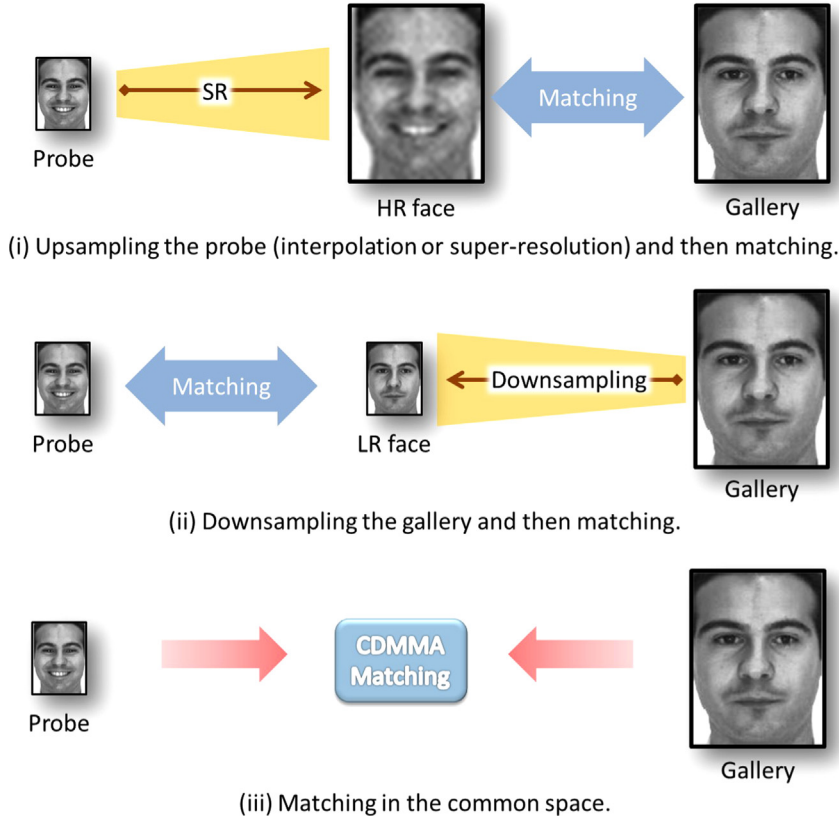 SR
Matching
Probe
HR face
Gallery
(i) Upsampling the probe (interpolation or super-resolution) and then matching.
Matching
Downsampling
Probe
LR face
Gallery
(ii) Downsampling the gallery and then matching.
CDMMA
Matching
Probe
Gallery
(iii) Matching in the common space.